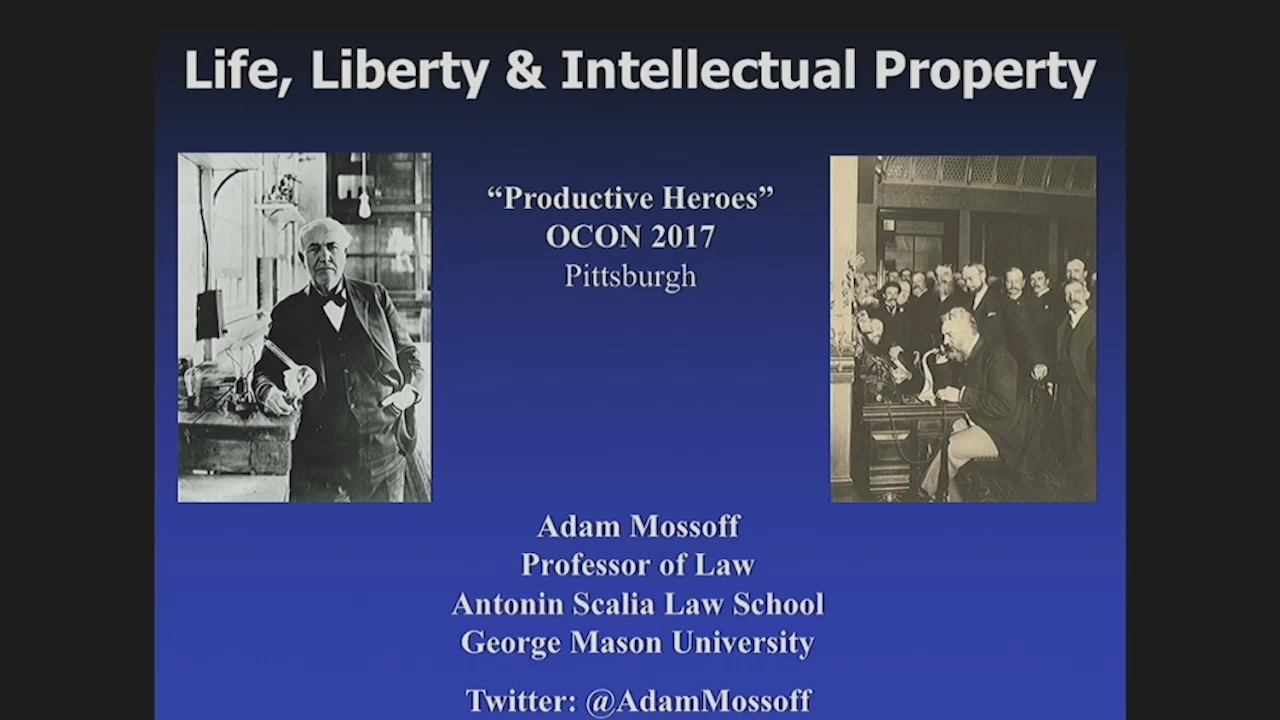 Life, Liberty & Intellectual Property
“Productive Heroes”
OCON 2017
Pittsburgh
Adam Mossoff
Professor of Law
Antonin Scalia Law School
George Mason University
Twitter: @AdamMossoff